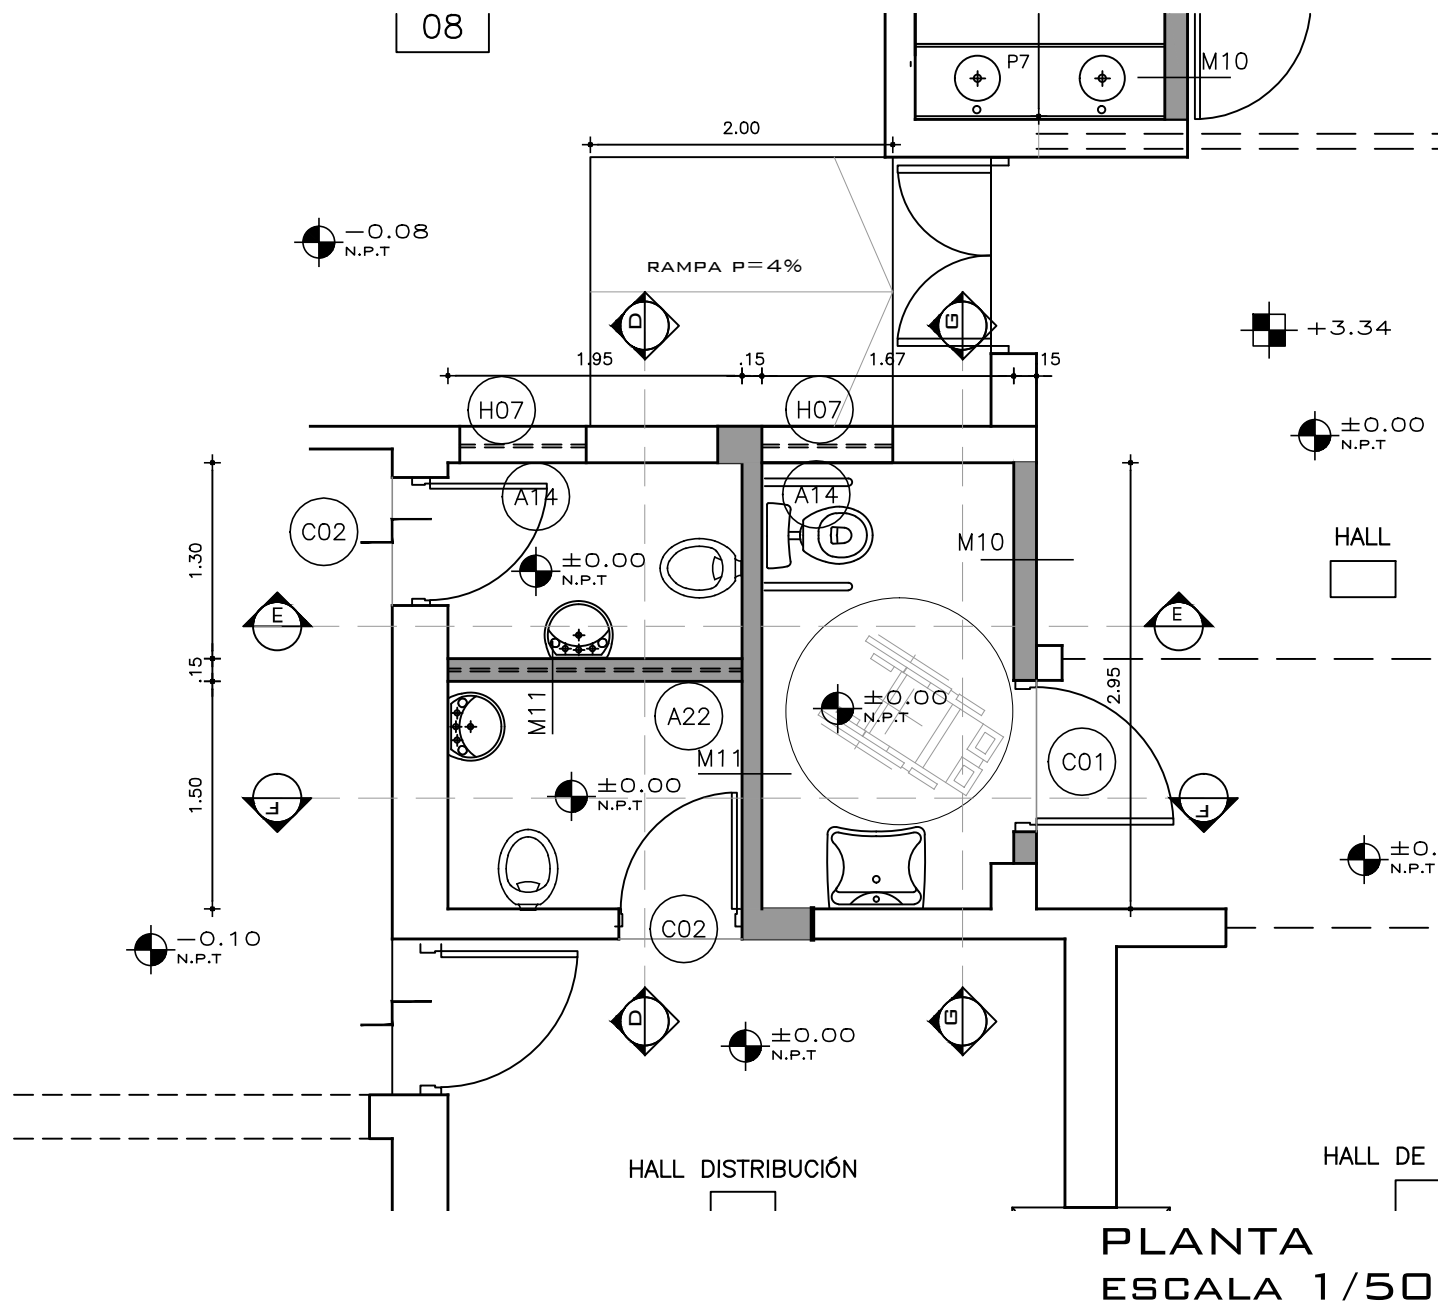 08
P7
M10
2.00
−0.08
N.P.T
RAMPA P=4%
D
G
+3.34
1.95
.15
1.67
.15
H07
H07
±0.00
N.P.T
A14
A14
C02
M10
HALL
1.30
±0.00
N.P.T
E
E
.15
2.95
M11
A22
±0.00
N.P.T
M11
C01
1.50
±0.00
N.P.T
F
F
±0.
N.P.T
−0.10
N.P.T
C02
D
G
±0.00
N.P.T
HALL DISTRIBUCIÓN
HALL DE
PLANTA
ESCALA 1/50